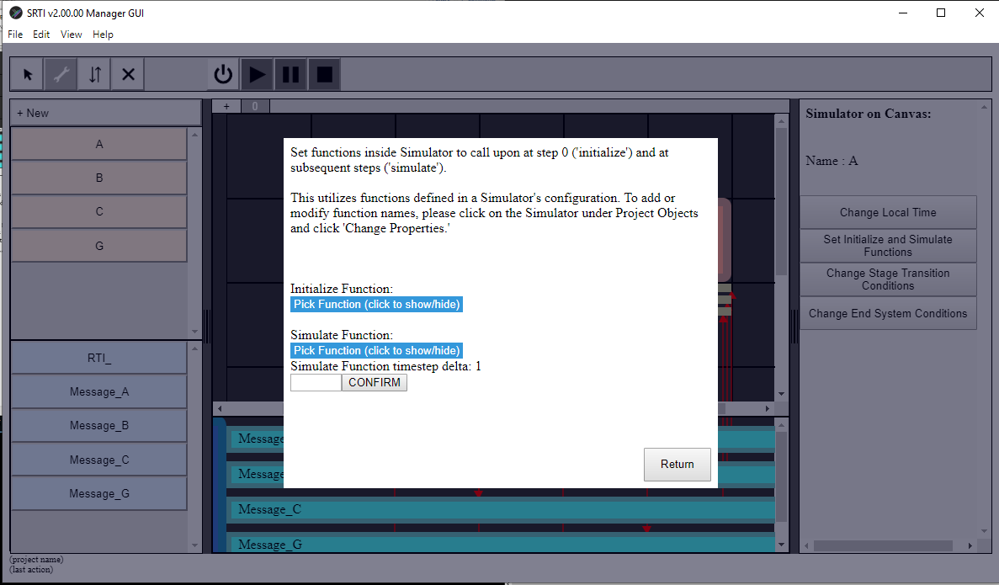 SRTI v2.00.00 Manager GUI
File Edit View Help
+ New
A
B
C
G
RTI_
Message_A
Message_B
Message_C
Message_G
+ 0
Set functions inside Simulator to call upon at step 0 ('initialize') and at
subsequent steps ('simulate').
This utilizes functions defined in a Simulator's configuration. To add or
modify function names, please click on the Simulator under Project Objects
and click 'Change Properties.'
Initialize Function:
Pick Function (click to show/hide)
Simulate Function:
Pick Function (click to show/hide)
Simulate Function timestep delta: 1
CONFIRM
Return
Message
Message
Message_C
Message_G
Simulator on Canvas:
Name : A
Change Local Time
Set Initialize and Simulate
Functions
Change Stage Transition
Conditions
Change End System Conditions
(project name)
(last action)